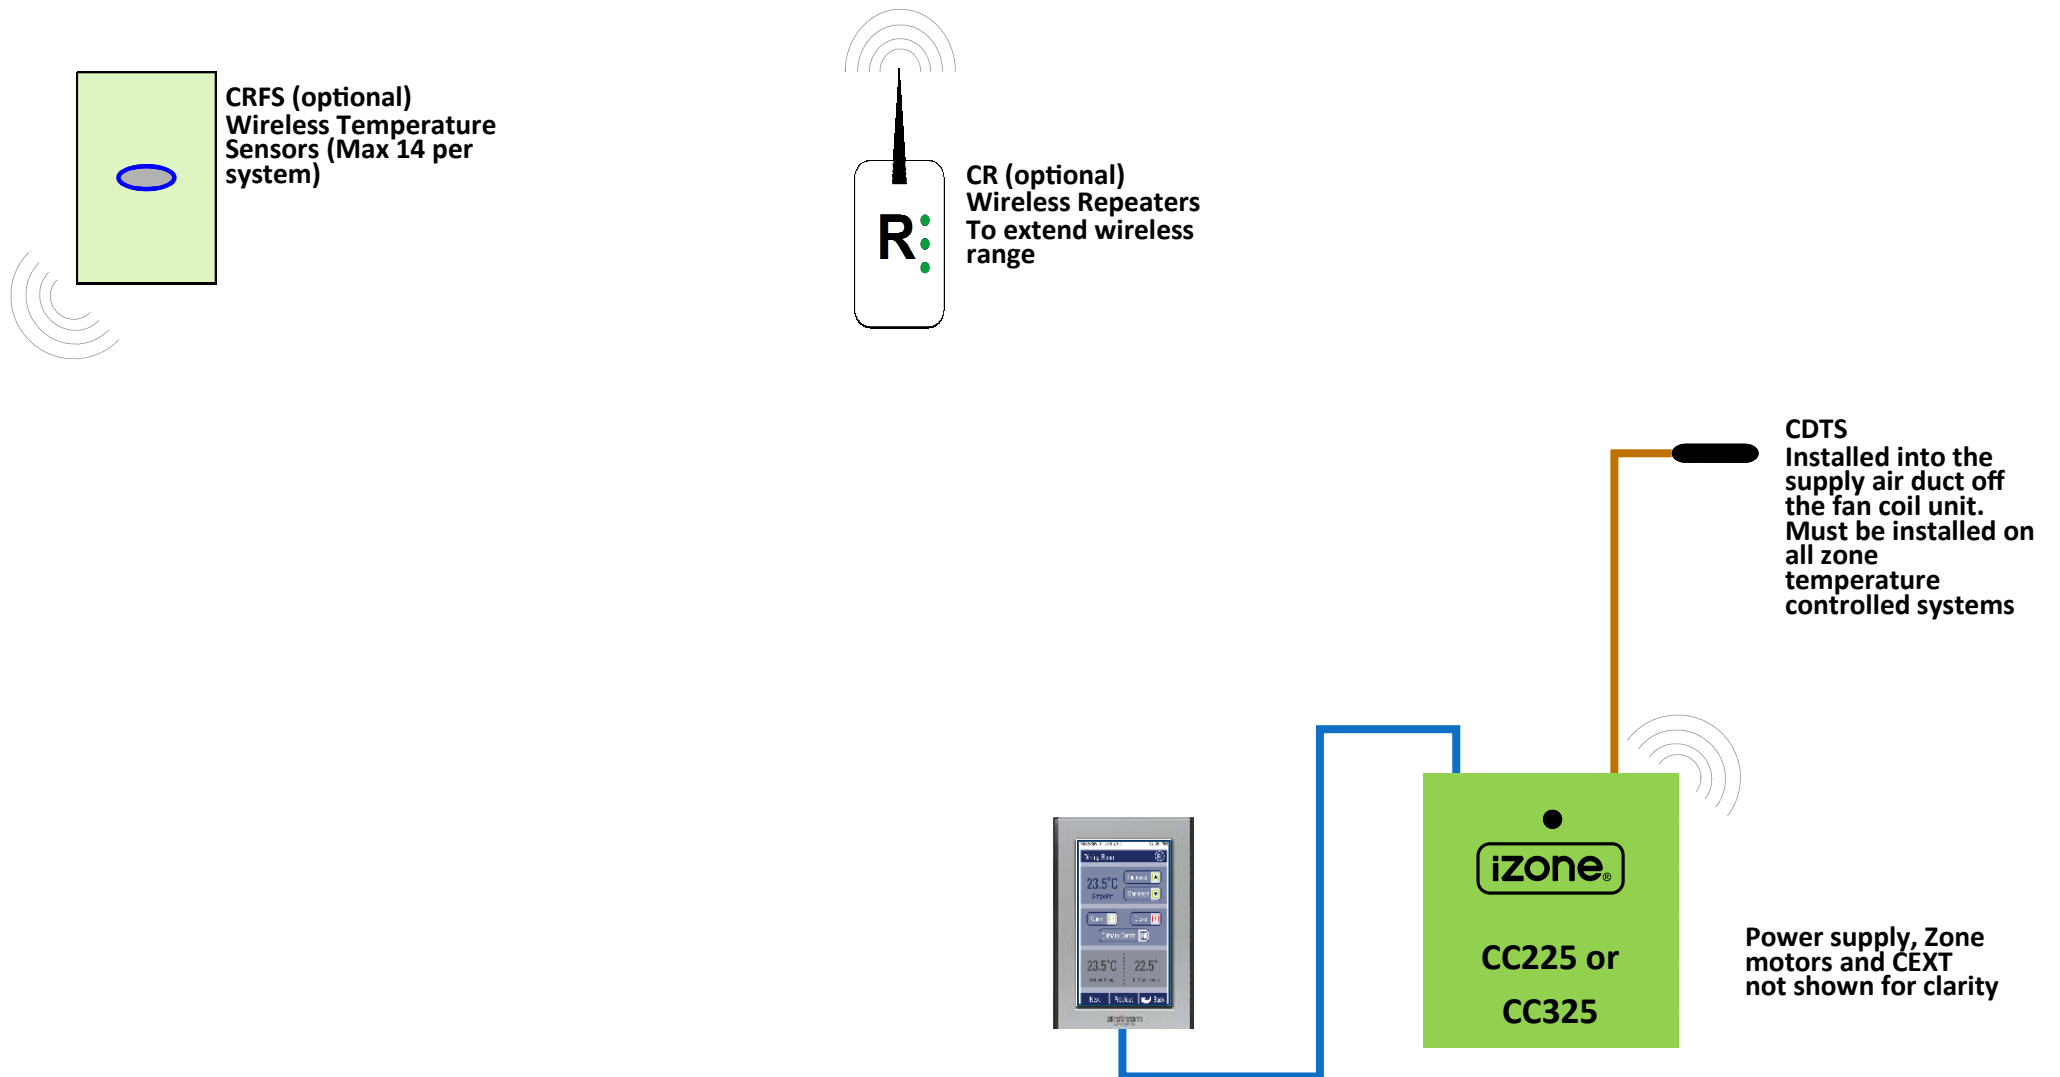 CRFS (optional)
Wireless Temperature
Sensors (Max 14 per
system)
R
CR (optional)
Wireless Repeaters
To extend wireless
range
CDTS
Installed into the
supply air duct off
the fan coil unit.
Must be installed on
all zone
temperature
controlled systems
23.5°C
23.5°C 22.5°
Next Back
izone®
CC225 or
CC325
Power supply, Zone
motors and CEXT
not shown for clarity